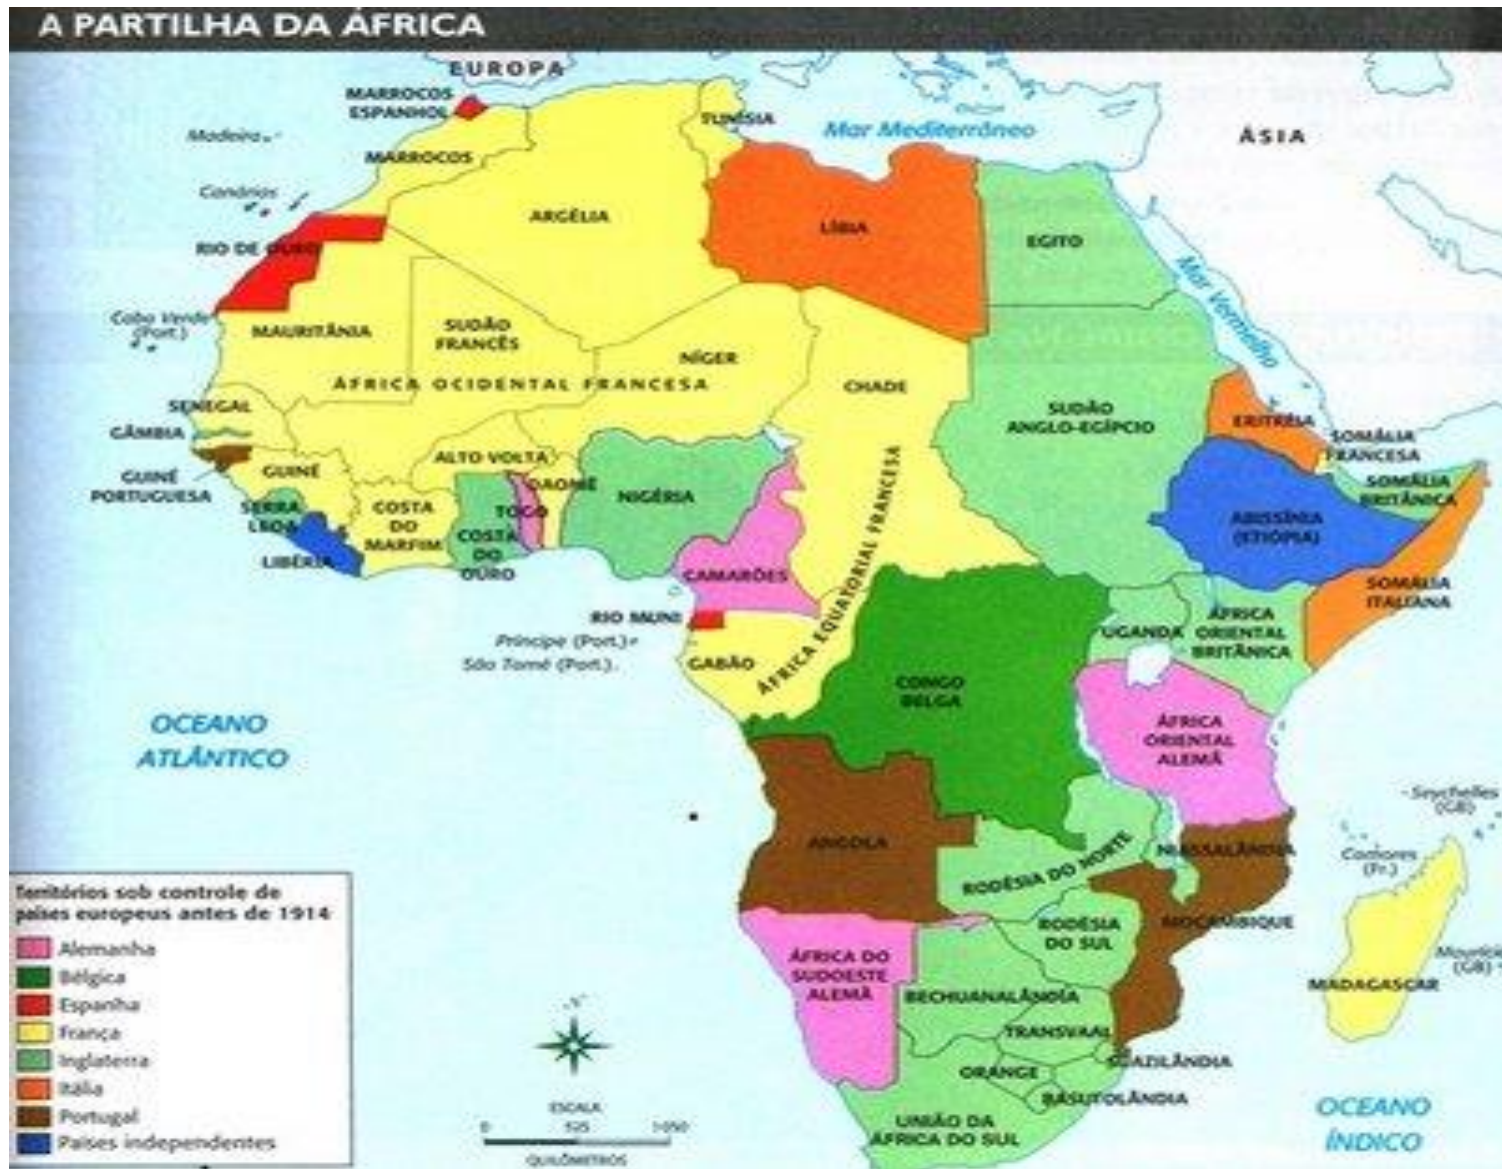 A PARTILHA DA ÁFRICA
EUROPA
MARROCOS
ESPANHOL
Madeira
MARROCOS
TUNÍSIA
Mar Mediterrâneo
ÁSIA
Canárias
ARGÉLIA
LÍBIA
EGITO
RIO DE OURO
Mar Vermelho
Cabo Verde
(Port.)
MAURITÂNIA
SUDÃO
FRANCÊS
NÍGER
ÁFRICA OCIDENTAL FRANCESA
CHADE
SENEGAL
GÂMBIA
SUDÃO
ANGLO-EGÍPCIO
ERITRÉIA
SOMÁLIA
FRANCESA
GUINÉ
PORTUGUESA
GUINÉ
ALTO VOLTA
DAOMÉ
NIGÉRIA
SOMÁLIA
BRITÂNICA
SERRA
LEOA
COSTA
DO
MARFIM
TOGO
COSTA
DO
OURO
ABISSÍNIA
(ETIÓPIA)
LIBÉRIA
CAMARÕES
ÁFRICA EQUATORIAL FRANCESA
SOMÁLIA
ITALIANA
RIO MUNI
Príncipe (Port.)
São Tomé (Port.)
GABÃO
UGANDA
ÁFRICA
ORIENTAL
BRITÂNICA
CONGO
BELGA
OCEANO
ATLÂNTICO
ÁFRICA
ORIENTAL
ALEMÃ
Seychelles
(GB)
ANGOLA
RODÉSIA DO NORTE
NIASSALÂNDIA
Comores
(Fr.)
MOÇAMBIQUE
RODÉSIA
DO SUL
ÁFRICA DO
SUDOESTE
ALEMÃ
BECHUANALÂNDIA
MADAGASCAR
(GB)
TRANSVAAL
SUAZILÂNDIA
ORANGE
BASUTOLÂNDIA
UNIÃO DA
ÁFRICA DO SUL
OCEANO
ÍNDICO
Territórios sob controle de
países europeus antes de 1914
Alemanha
Bélgica
Espanha
França
Inglaterra
Itália
Portugal
Países independentes
N
ESCALA
0 525 1050
QUILÔMETROS